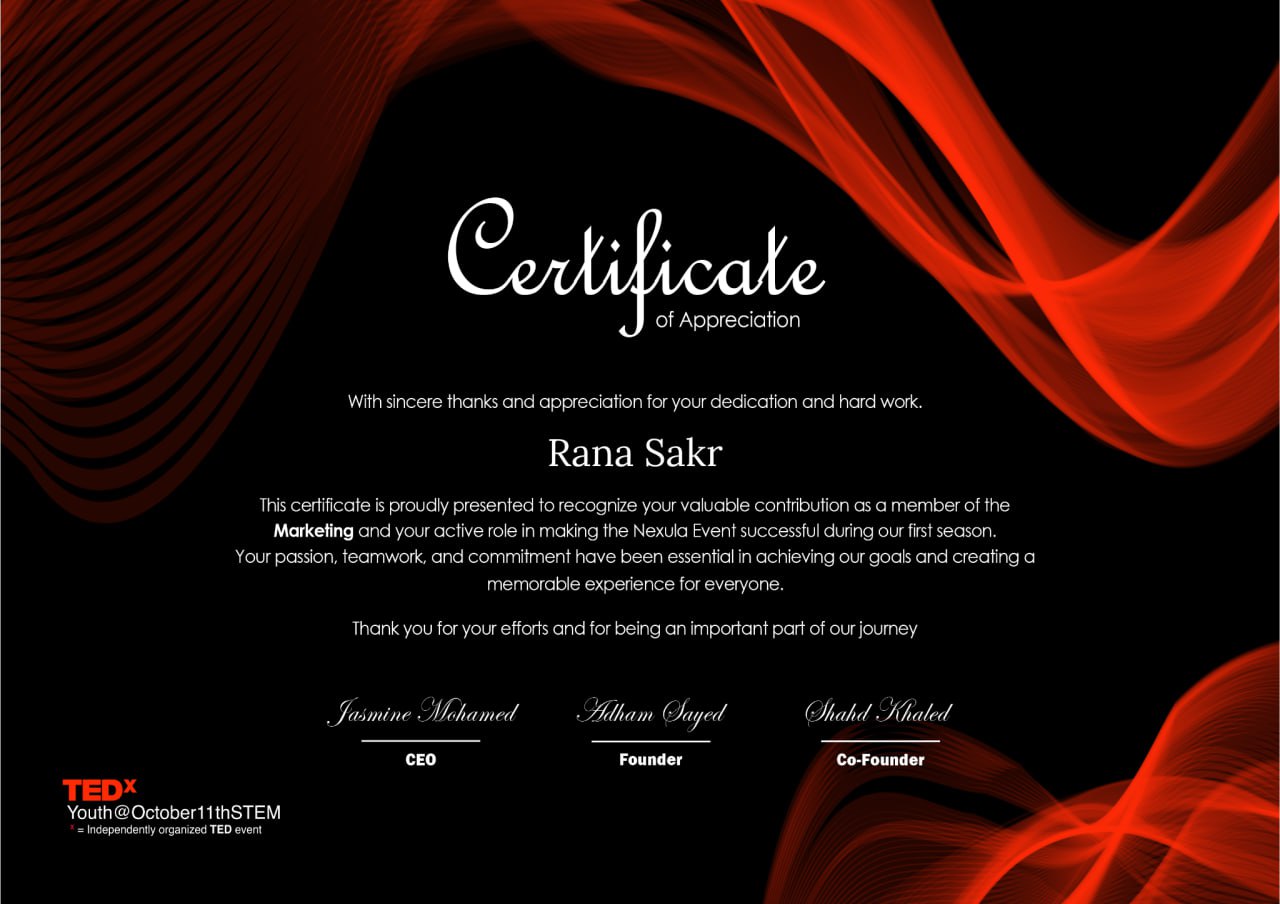 Certificate
of Appreciation
With sincere thanks and appreciation for your dedication and hard work.
Rana Sakr
This certificate is proudly presented to recognize your valuable contribution as a member of the
Marketing and your active role in making the Nexula Event successful during our first season.
Your passion, teamwork, and commitment have been essential in achieving our goals and creating a
memorable experience for everyone.
Thank you for your efforts and for being an important part of our journey
Jasmine Mohamed Adham Sayed Shahd Khaled
CEO Founder Co-Founder
TEDx
Youth@October11thSTEM
x = Independently organized TED event